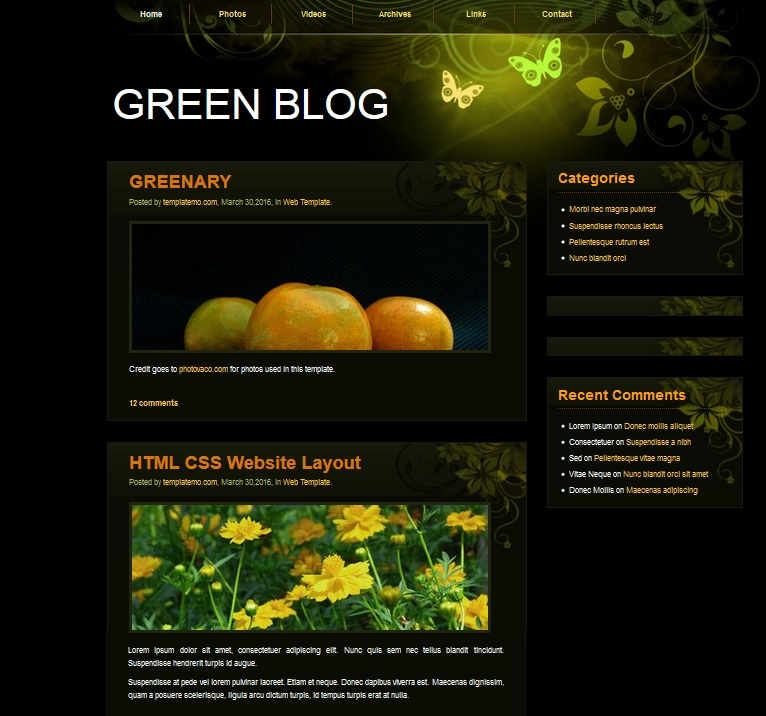 Home Photos Videos Archives Links Contact
GREEN BLOG
GREENARY
Posted by templatemo.com, March 30,2016, in Web Template.
Credit goes to photovaco.com for photos used in this template.
12 comments
HTML CSS Website Layout
Posted by templatemo.com, March 30,2016, in Web Template.
Lorem ipsum dolor sit amet, consectetuer adipiscing elit. Nunc quis sem nec tellus blandit tincidunt.
Suspendisse hendrerit turpis id augue.
Suspendisse at pede vel lorem pulvinar laoreet. Etiam et neque. Donec dapibus viverra est. Maecenas dignissim,
quam a posuere scelerisque, ligula arcu dictum turpis, id tempus turpis erat at nulla.
Categories
Morbi nec magna pulvinar
Suspendisse rhoncus lectus
Pellentesque rutrum est
Nunc blandit orci
Recent Comments
Lorem ipsum on Donec mollis aliquet
Consectetuer on Suspendisse a nibh
Sed on Pellentesque vitae magna
Vitae Neque on Nunc blandit orci sit amet
Donec Mollis on Maecenas adipiscing